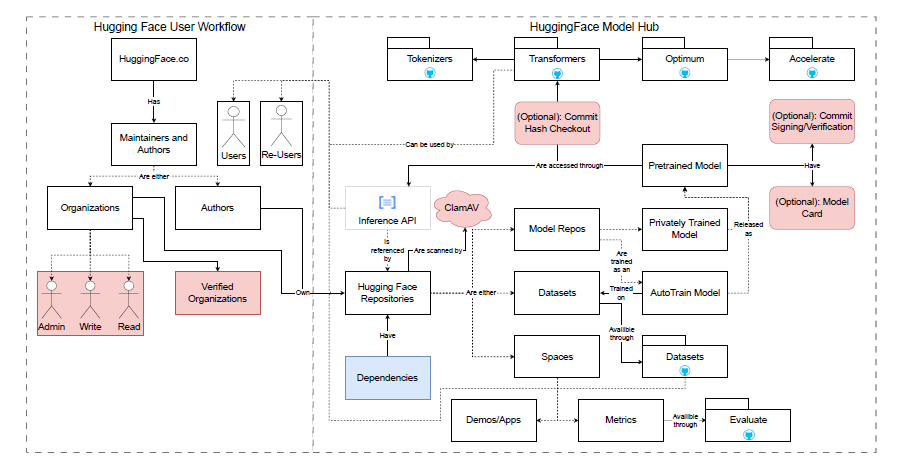 Hugging Face User Workflow
HuggingFace Model Hub
HuggingFace.co
Has
Maintainers and
Authors
Users
Re-Users
Are either
Organizations
Authors
Admin
Write
Read
Verified
Organizations
Own
Tokenizers
Transformers
Optimum
Accelerate
(Optional): Commit
Hash Checkout
(Optional): Commit
Signing/Verification
Can be used by
Are accessed through
Pretrained Model
Have
(Optional): Model
Card
Inference API
ClamAV
Is
referenced
by
Are scanned by
Model Repos
Privately Trained
Model
Released
as
Are
trained
as an
Hugging Face
Repositories
Are either
Datasets
Trained
on
AutoTrain Model
Have
Availible
through
Dependencies
Spaces
Datasets
Demos/Apps
Metrics
Availible
through
Evaluate